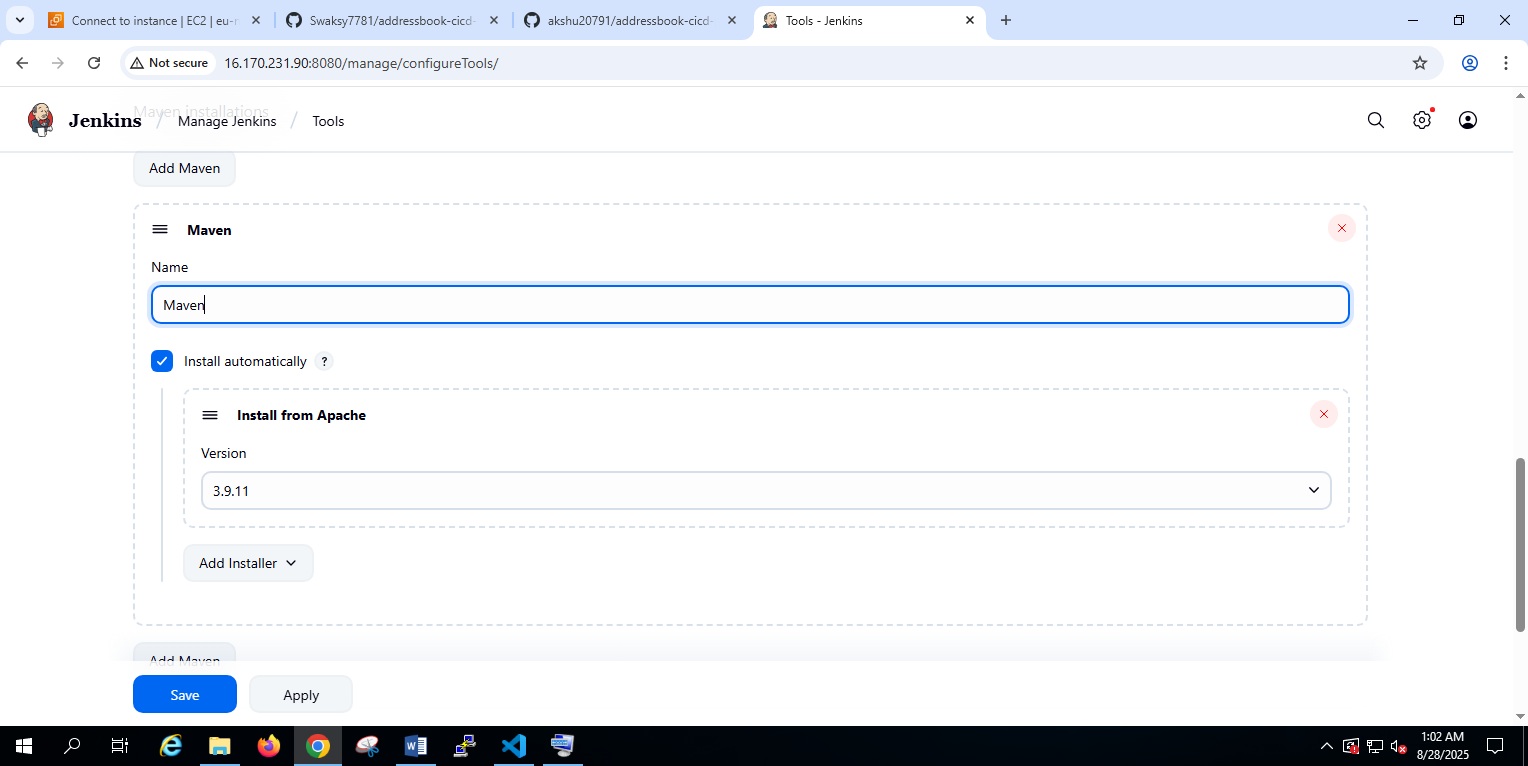 Connect to instance | EC2 | eu-n
Swaksy7781/addressbook-cicd-
akshu20791/addressbook-cicd-
Tools - Jenkins
Not secure
16.170.231.90:8080/manage/configureTools/
Maven installations
Jenkins / Manage Jenkins / Tools
Add Maven
Maven
Name
Maven
Install automatically ?
Install from Apache
Version
3.9.11
Add Installer
Add Maven
Save
Apply
1:02 AM
8/28/2025